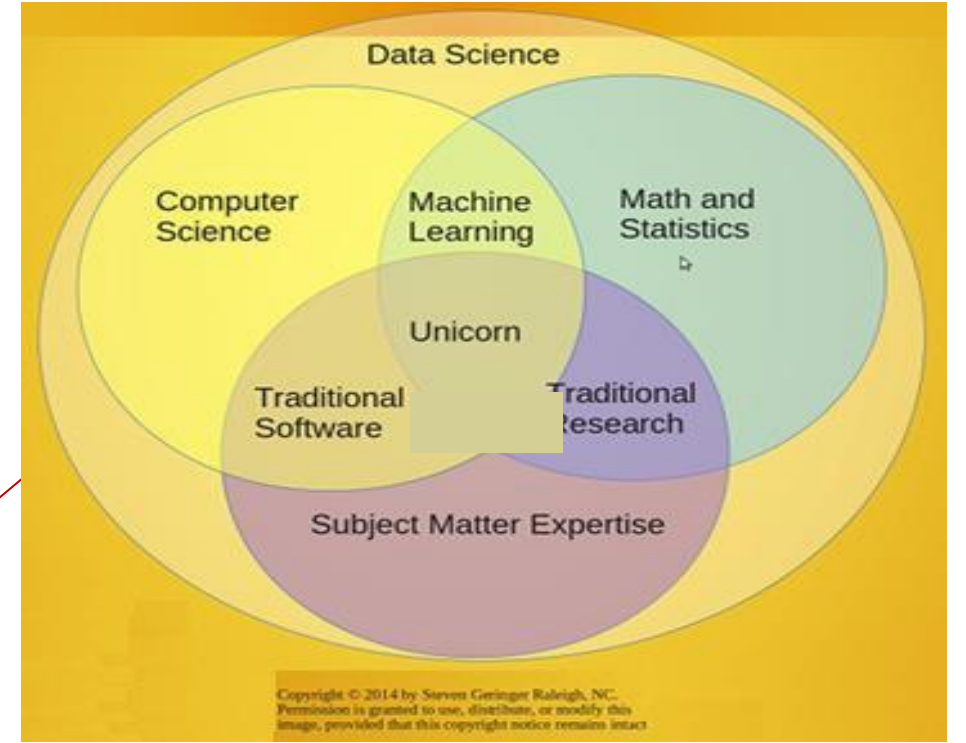 Data Science
Computer
Science
Machine
Learning
Math and
Statistics
Unicorn
Traditional
Software
Traditional
Research
Subject Matter Expertise
Copyright © 2014 by Steven Geringer Raleigh, NC.
Permission is granted to use, distribute, or modify this
image, provided that this copyright notice remains intact